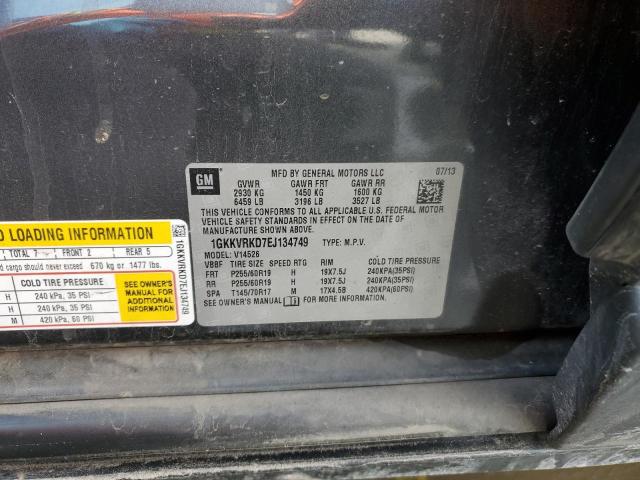 GM
MFD BY GENERAL MOTORS LLC 07/13
GVWR GAWR FRT GAWR RR
2930 KG 1450 KG 1600 KG
6459 LB 3196 LB 3527 LB
THIS VEHICLE CONFORMS TO ALL APPLICABLE U.S. FEDERAL MOTOR
VEHICLE SAFETY STANDARDS IN EFFECT ON THE DATE OF
MANUFACTURE SHOWN ABOVE.
1GKKVRKD7EJ134749 TYPE: M.P.V.
MODEL: V14526
VBBF TIRE SIZE SPEED RTG RIM COLD TIRE PRESSURE
FRT P255/60R19 H 19X7.5J 240KPA(35PSI)
RR P255/60R19 H 19X7.5J 240KPA(35PSI)
SPA T145/70R17 M 17X4.5B 420KPA(60PSI)
SEE OWNER'S MANUAL FOR MORE INFORMATION.
LOADING INFORMATION
TOTAL 7 FRONT 2 REAR 5
cargo should never exceed 670 kg or 1477 lbs.
COLD TIRE PRESSURE
H 240 kPa, 35 PSI
H 240 kPa, 35 PSI
M 420 kPa, 60 PSI
SEE OWNER'S
MANUAL FOR
ADDITIONAL
INFORMATION
1GKKVRKD7EJ134749